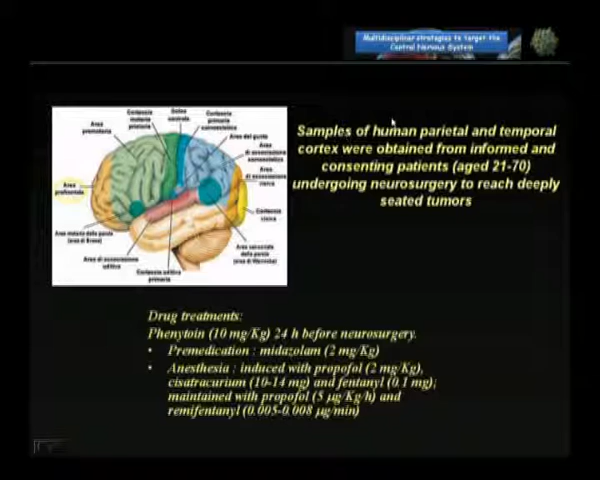 Multidisciplinar strategies to target the
Central Nervous System
Samples of human parietal and temporal
cortex were obtained from informed and
consenting patients (aged 21-70)
undergoing neurosurgery to reach deeply
seated tumors
Corteccia
motoria
primaria
Solco
centrale
Corteccia
primaria
somoestetica
Area
premotoria
Area del gusto
Area
di associazione
somoestetica
Area
di associazione
visiva
Area
prefrontale
Corteccia
visiva
Area motoria della parola
(area di Broca)
Area sensoriale
della parola
(area di Wernicke)
Area di associazione
uditiva
Corteccia uditiva
primaria
Drug treatments:
Phenytoin (10 mg/Kg) 24 h before neurosurgery.
• Premedication : midazolam (2 mg/Kg)
• Anesthesia : induced with propofol (2 mg/Kg),
cisatracurium (10-14 mg) and fentanyl (0.1 mg);
maintained with propofol (5 µg/Kg/h) and
remifentanyl (0.005-0.008 µg/min)